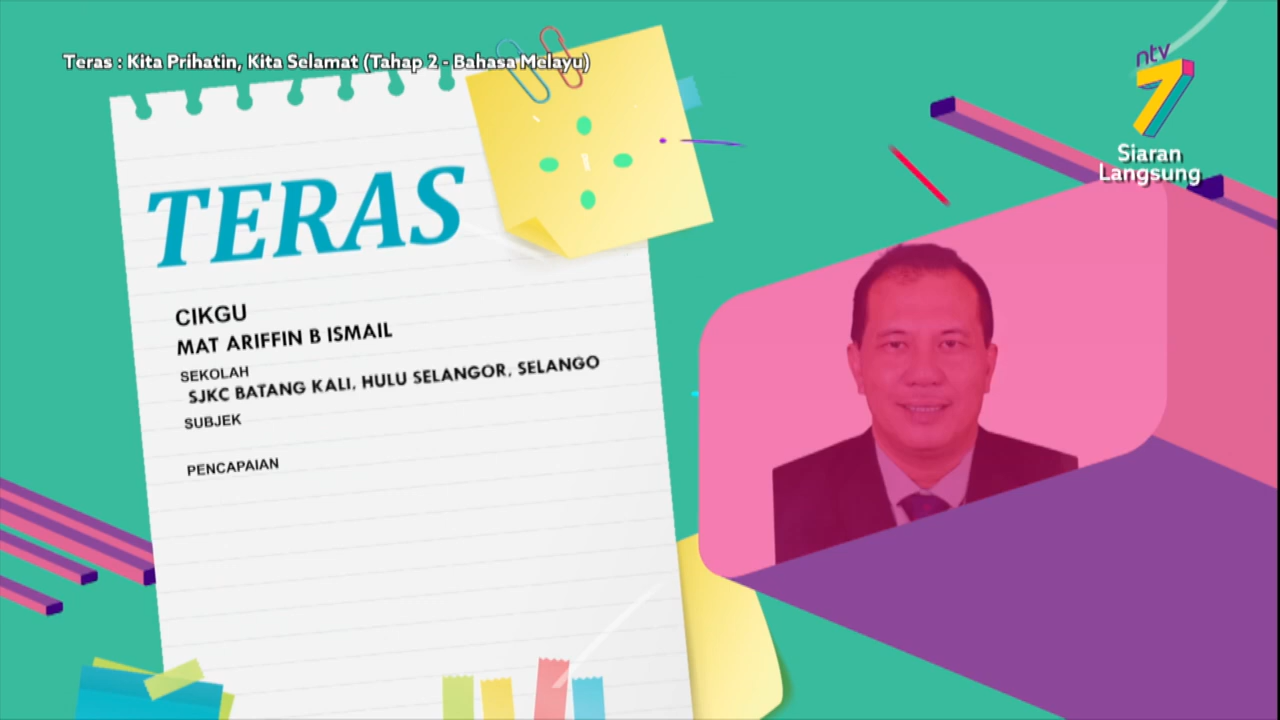 Teras : Kita Prihatin, Kita Selamat (Tahap 2 - Bahasa Melayu)
ntv
7
Siaran
Langsung
TERAS
CIKGU
MAT ARIFFIN B ISMAIL
SEKOLAH
SJKC BATANG KALI, HULU SELANGOR, SELANGO
SUBJEK
PENCAPAIAN